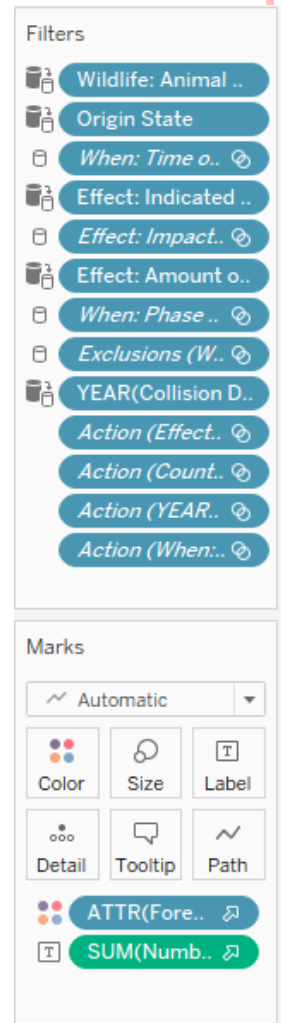 Filters
Wildlife: Animal ..
Origin State
When: Time o..
Effect: Indicated ..
Effect: Impact..
Effect: Amount o..
When: Phase ..
Exclusions (W..
YEAR(Collision D..
Action (Effect..
Action (Count..
Action (YEAR..
Action (When:..
Marks
Automatic
Color Size T Label
Detail Tooltip Path
ATTR(Fore..
T SUM(Numb..